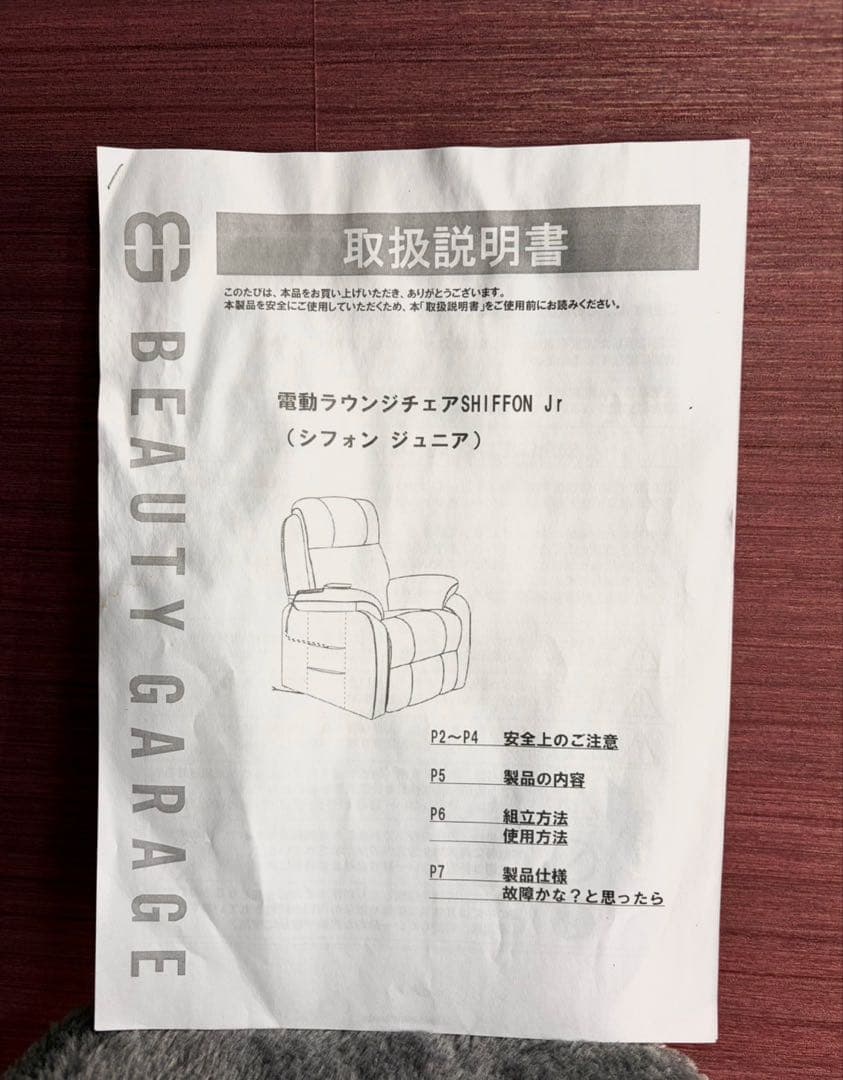 取扱説明書
このたびは、本品をお買い上げいただき、ありがとうございます。
本製品を安全にご使用していただくため、本「取扱説明書」をご使用前にお読みください。
電動ラウンジチェアSHIFFON Jr
（シフォン ジュニア）
P2〜P4 安全上のご注意
P5 製品の内容
P6 組立方法
使用方法
P7 製品仕様
故障かな？と思ったら
BEAUTY GARAGE